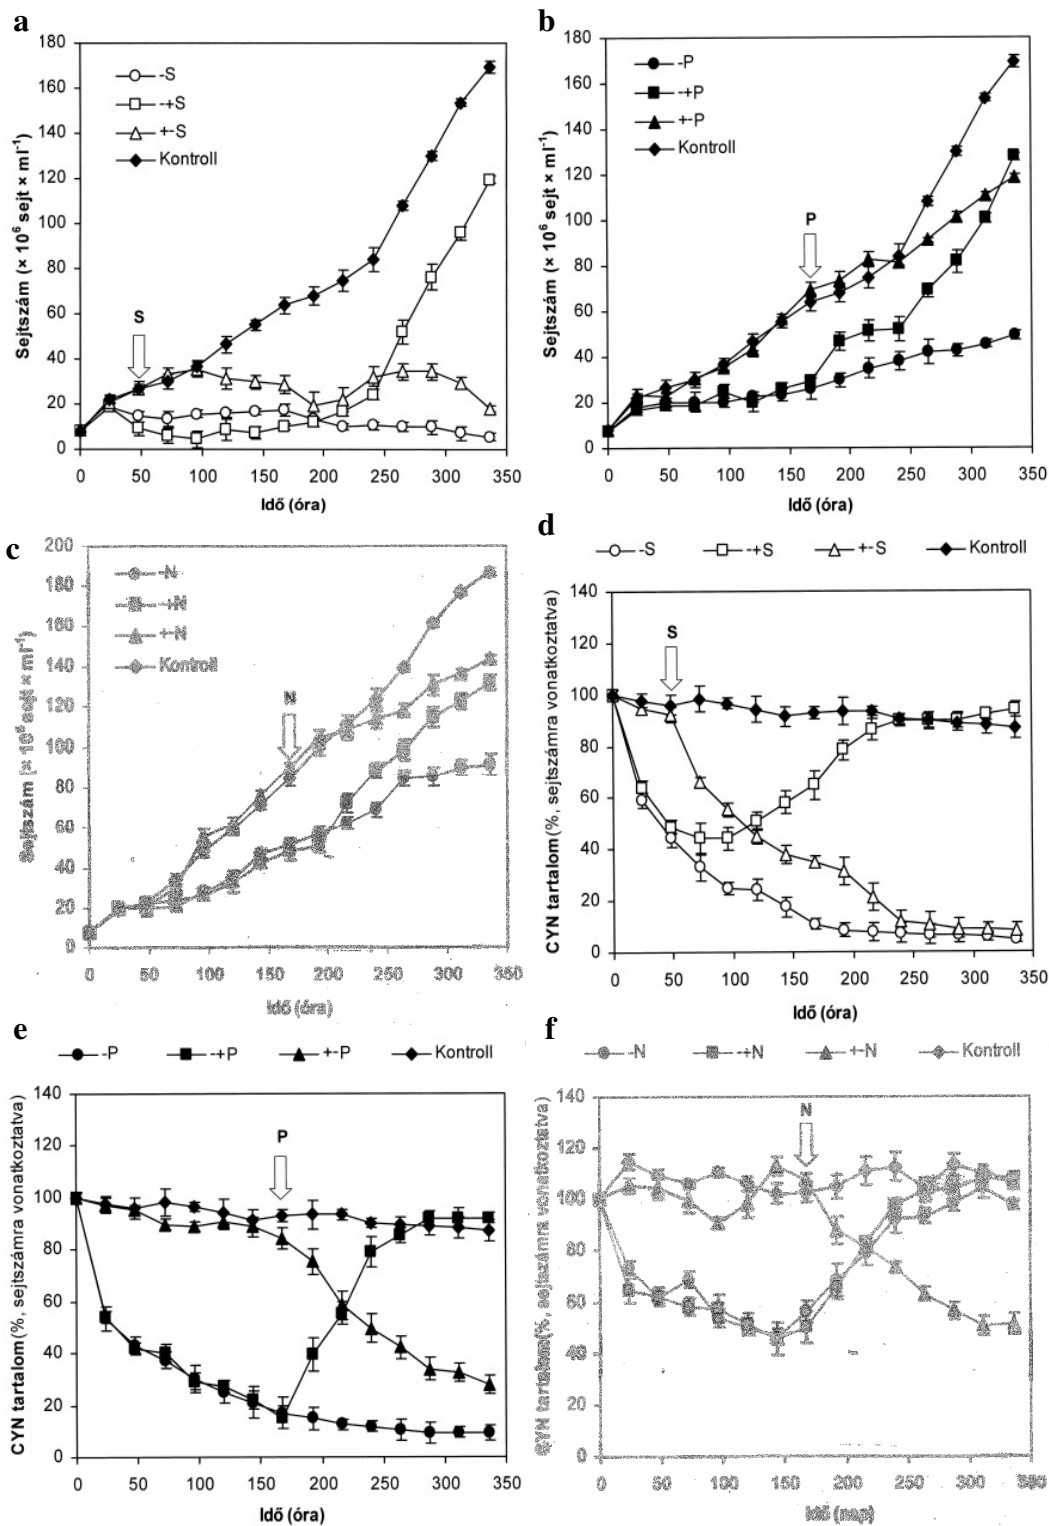 a
180
160
140
120
100
80
60
40
20
0
Sejtszám (× 10⁶ sejt × ml⁻¹)
-S
-+S
+-S
Kontroll
S
0 50 100 150 200 250 300 350
Idő (óra)
b
180
160
140
120
100
80
60
40
20
0
Sejtszám (× 10⁶ sejt × ml⁻¹)
-P
-+P
+-P
Kontroll
P
0 50 100 150 200 250 300 350
Idő (óra)
c
200
180
160
140
120
100
80
60
40
20
0
Sejtszám (× 10⁶ sejt × ml⁻¹)
-N
-+N
+-N
Kontroll
N
0 50 100 150 200 250 300 350
Idő (óra)
d
-S -+S +-S Kontroll
140
120
100
80
60
40
20
0
CYN tartalom (%, sejtszámra vonatkoztatva)
S
0 50 100 150 200 250 300 350
Idő (óra)
e
-P -+P +-P Kontroll
140
120
100
80
60
40
20
0
CYN tartalom (%, sejtszámra vonatkoztatva)
P
0 50 100 150 200 250 300 350
Idő (óra)
f
-N -+N +-N Kontroll
140
120
100
80
60
40
20
0
CYN tartalom (%, sejtszámra vonatkoztatva)
N
0 50 100 150 200 250 300 350
Idő (nap)